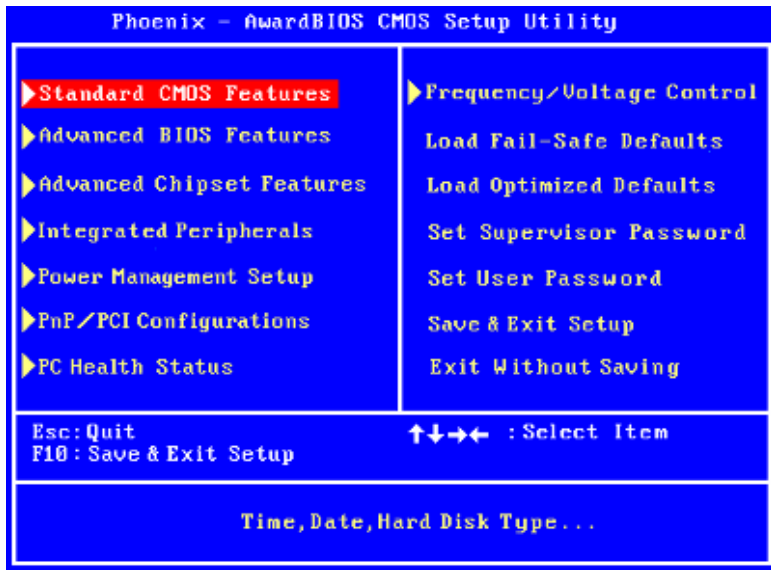 Phoenix - AwardBIOS CMOS Setup Utility
Standard CMOS Features
Advanced BIOS Features
Advanced Chipset Features
Integrated Peripherals
Power Management Setup
PnP/PCI Configurations
PC Health Status
Frequency/Voltage Control
Load Fail-Safe Defaults
Load Optimized Defaults
Set Supervisor Password
Set User Password
Save & Exit Setup
Exit Without Saving
Esc:Quit
F10:Save & Exit Setup
↑↓→← :Select Item
Time,Date,Hard Disk Type...